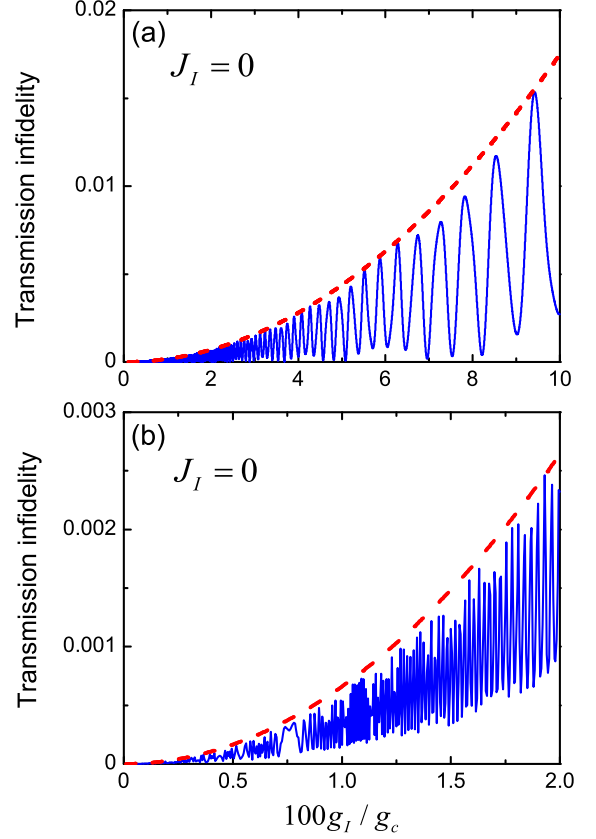 0.02
(a)
J_I = 0
0.01
0
Transmission infidelity
0 2 4 6 8 10
0.003
(b)
J_I = 0
0.002
0.001
0
Transmission infidelity
0 0.5 1.0 1.5 2.0
100g_I / g_c